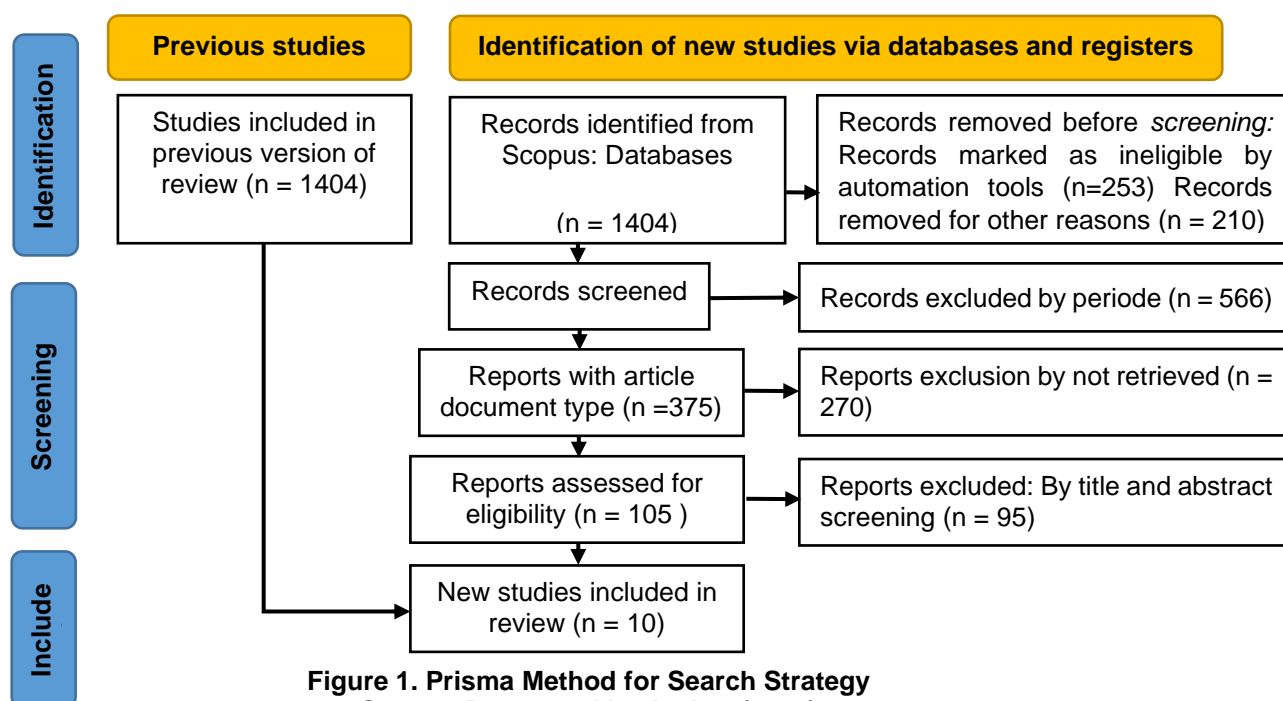 Previous studies
Identification of new studies via databases and registers
Identification
Studies included in
previous version of
review (n = 1404)
Records identified from
Scopus: Databases
(n = 1404)
Records removed before screening:
Records marked as ineligible by
automation tools (n=253) Records
removed for other reasons (n = 210)
Screening
Records screened
Records excluded by periode (n = 566)
Reports with article
document type (n =375)
Reports exclusion by not retrieved (n =
270)
Reports assessed for
eligibility (n = 105 )
Reports excluded: By title and abstract
screening (n = 95)
Include
New studies included in
review (n = 10)
Figure 1. Prisma Method for Search Strategy